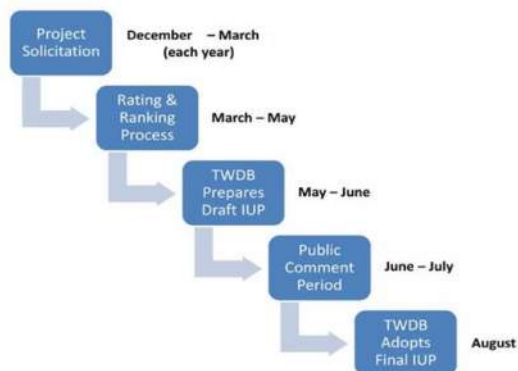 Project
Solicitation
December – March
(each year)
Rating &
Ranking
Process
March – May
TWDB
Prepares
Draft IUP
May – June
Public
Comment
Period
June – July
TWDB
Adopts
Final IUP
August